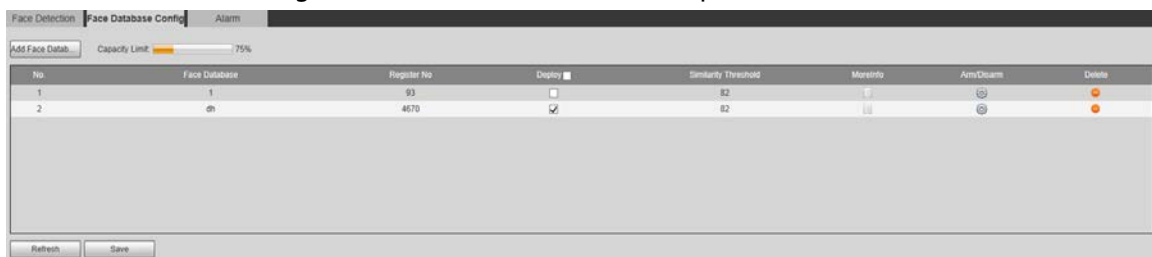 Face Detection Face Database Config Alarm
Add Face Datab... Capacity Limit: 75%
No. Face Database Register No Deploy Similarity Threshold MoreInfo Arm/Disarm Delete
1 1 93 82
2 dh 4670 82
Refresh Save